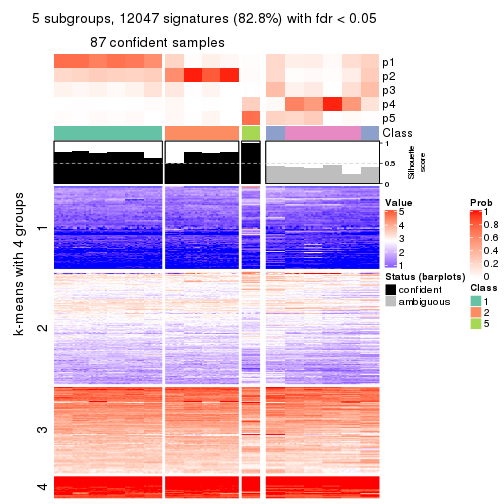 5 subgroups, 12047 signatures (82.8%) with fdr < 0.05
87 confident samples
p1
p2
p3
p4
p5
Class
1
0.5
0
Silhouette
score
k-means with 4 groups
1
2
3
4
Value
5
4
3
2
1
Status (barplots)
confident
ambiguous
Prob
1
0.8
0.6
0.4
0.2
0
Class
1
2
5